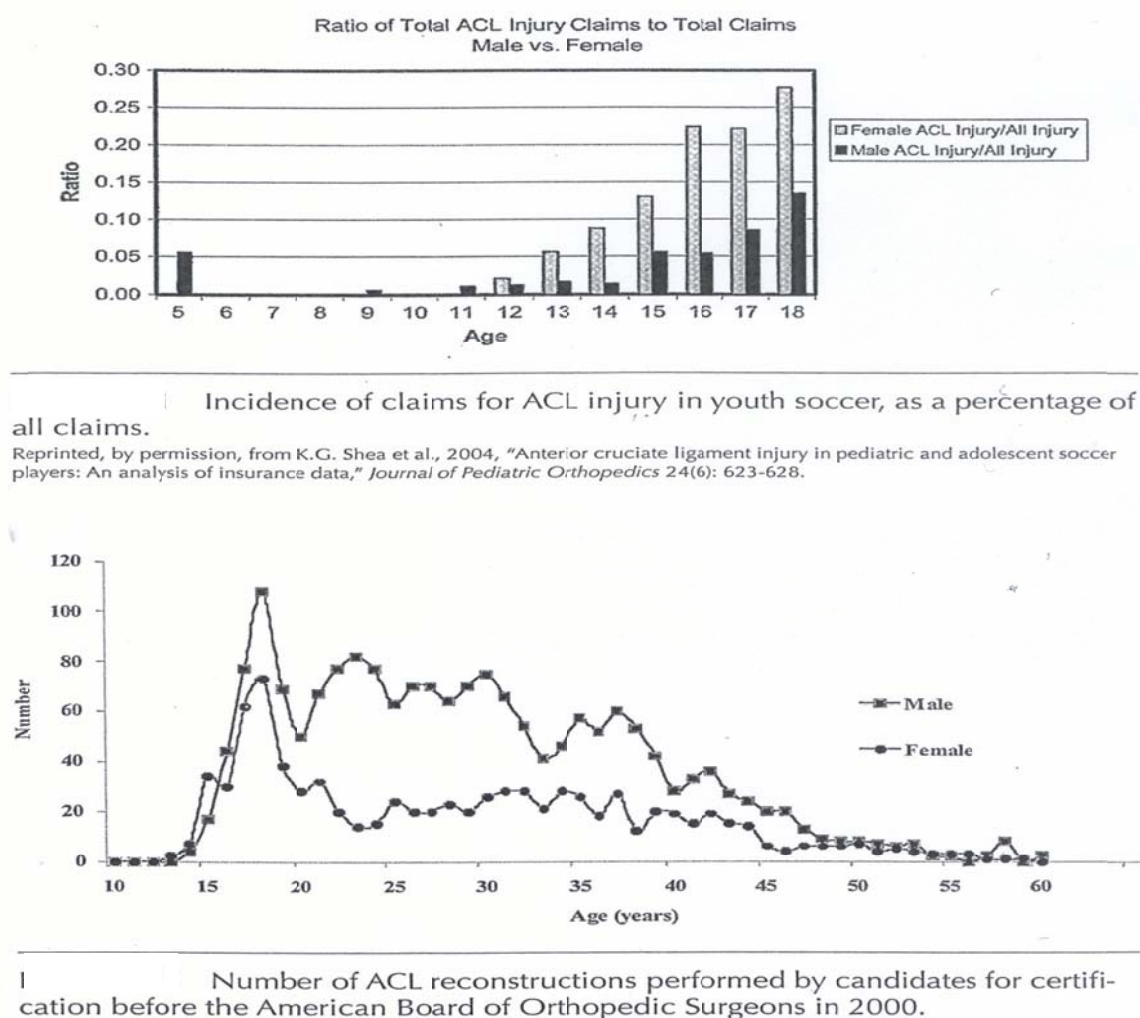 Ratio of Total ACL Injury Claims to Total Claims
Male vs. Female
0.30
0.25
0.20
0.15
0.10
0.05
0.00
Ratio
5 6 7 8 9 10 11 12 13 14 15 16 17 18
Age
Female ACL Injury/All Injury
Male ACL Injury/All Injury
Incidence of claims for ACL injury in youth soccer, as a percentage of
all claims.
Reprinted, by permission, from K.G. Shea et al., 2004, "Anterior cruciate ligament injury in pediatric and adolescent soccer
players: An analysis of insurance data," Journal of Pediatric Orthopedics 24(6): 623-628.
120
100
80
60
40
20
0
Number
10 15 20 25 30 35 40 45 50 55 60
Age (years)
Male
Female
Number of ACL reconstructions performed by candidates for certifi-
cation before the American Board of Orthopedic Surgeons in 2000.